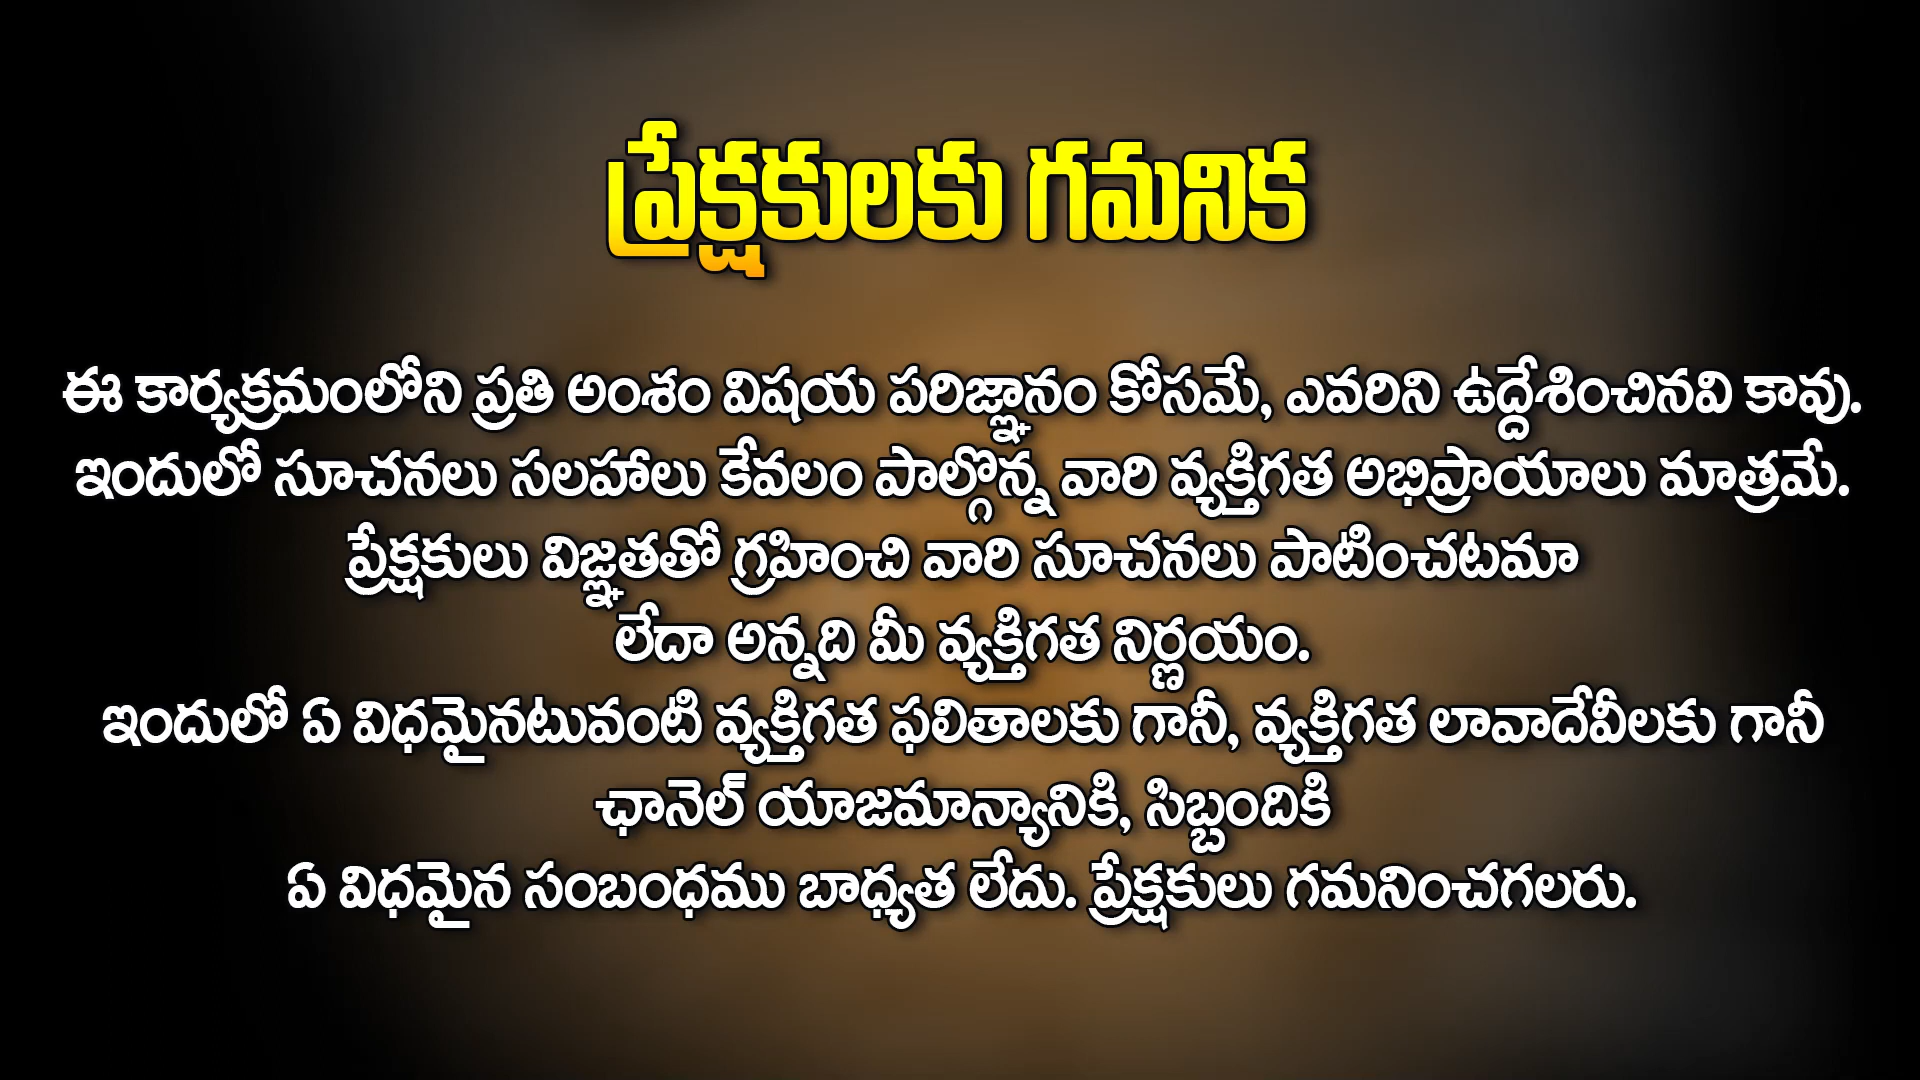 ప్రేక్షకులకు గమనిక
ఈ కార్యక్రమంలోని ప్రతి అంశం విషయ పరిజ్ఞానం కోసమే, ఎవరిని ఉద్దేశించినవి కావు.
ఇందులో సూచనలు సలహాలు కేవలం పాల్గొన్న వారి వ్యక్తిగత అభిప్రాయాలు మాత్రమే.
ప్రేక్షకులు విజ్ఞతతో గ్రహించి వారి సూచనలు పాటించటమా
లేదా అన్నది మీ వ్యక్తిగత నిర్ణయం.
ఇందులో ఏ విధమైనటువంటి వ్యక్తిగత ఫలితాలకు గానీ, వ్యక్తిగత లావాదేవీలకు గానీ
ఛానెల్ యాజమాన్యానికి, సిబ్బందికి
ఏ విధమైన సంబంధము బాధ్యత లేదు. ప్రేక్షకులు గమనించగలరు.